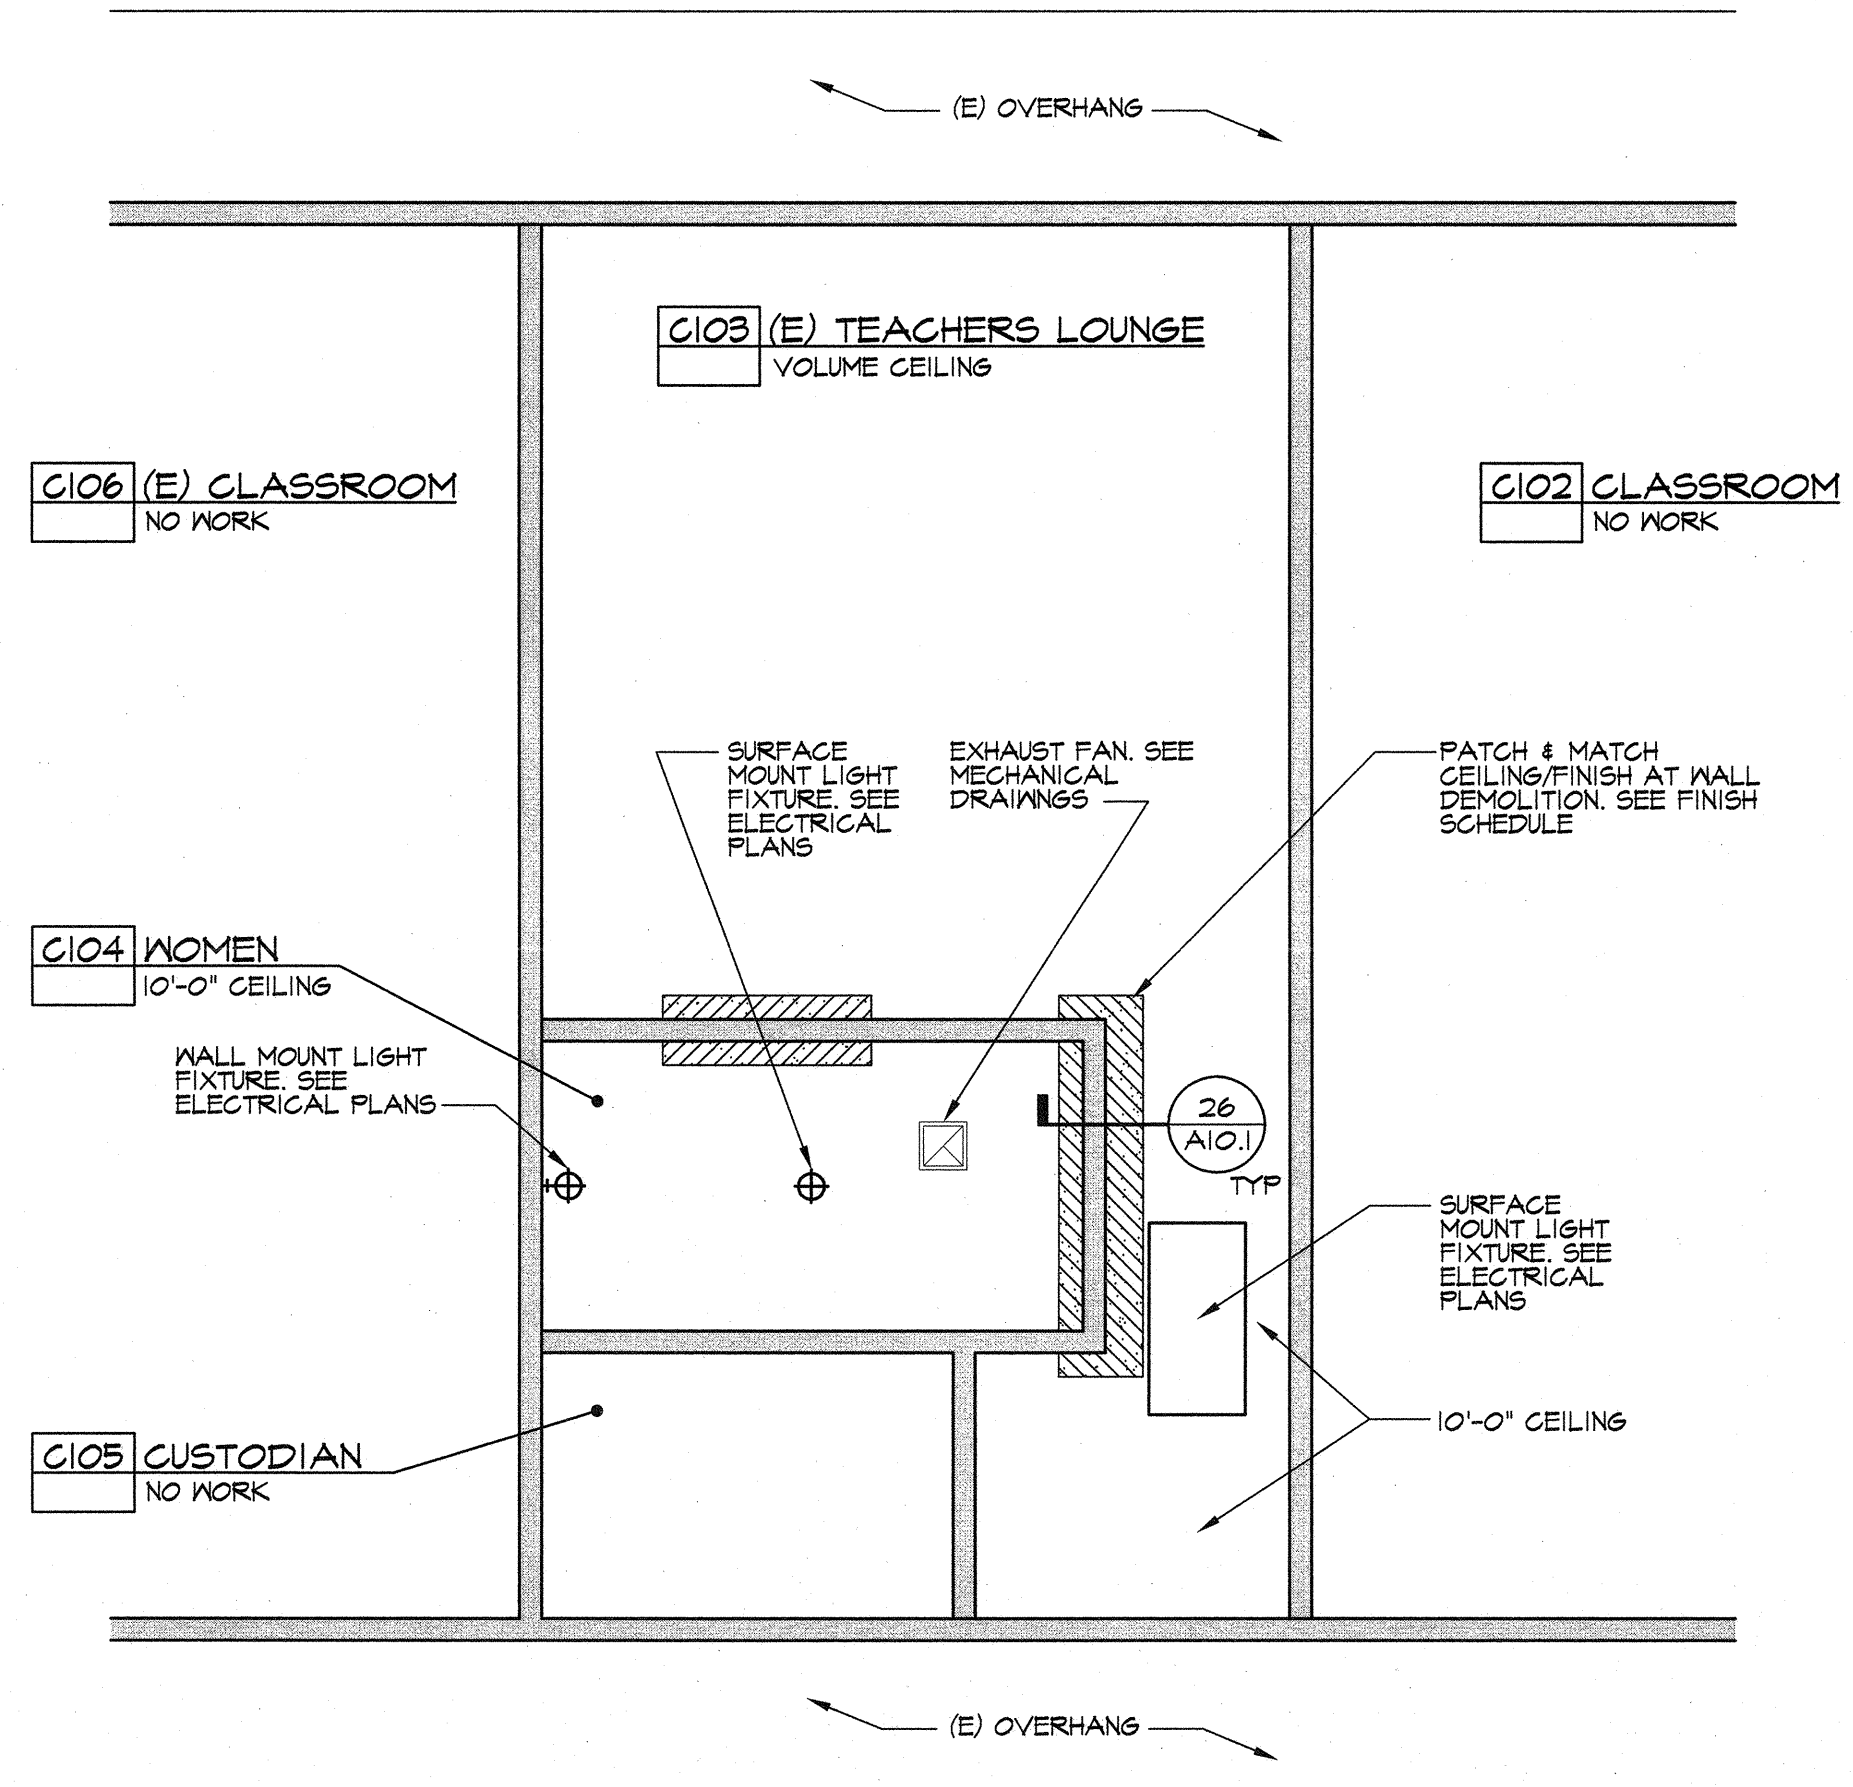 (E) OVERHANG
C103 (E) TEACHERS LOUNGE
VOLUME CEILING
C106 (E) CLASSROOM
NO WORK
C102 CLASSROOM
NO WORK
SURFACE
MOUNT LIGHT
FIXTURE. SEE
ELECTRICAL
PLANS
EXHAUST FAN. SEE
MECHANICAL
DRAIWNGS
PATCH & MATCH
CEILING/FINISH AT WALL
DEMOLITION. SEE FINISH
SCHEDULE
C104 WOMEN
10'-0" CEILING
WALL MOUNT LIGHT
FIXTURE. SEE
ELECTRICAL PLANS
26
A10.1
TYP
SURFACE
MOUNT LIGHT
FIXTURE. SEE
ELECTRICAL
PLANS
10'-0" CEILING
C105 CUSTODIAN
NO WORK
(E) OVERHANG